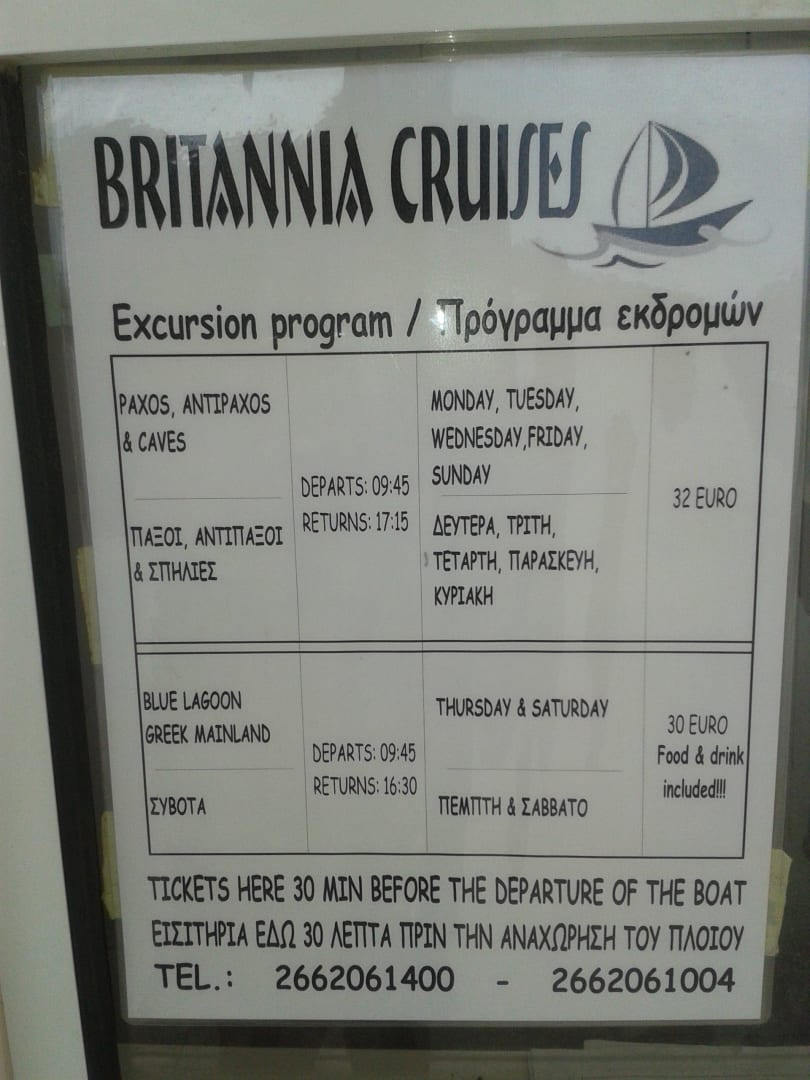 BRITANNIA CRUISES
Excursion program / Πρόγραμμα εκδρομών
PAXOS, ANTIPAXOS
& CAVES
ΠΑΞΟΙ, ΑΝΤΙΠΑΞΟΙ
& ΣΠΗΛΙΕΣ
DEPARTS: 09:45
RETURNS: 17:15
MONDAY, TUESDAY,
WEDNESDAY,FRIDAY,
SUNDAY
ΔΕΥΤΕΡΑ, ΤΡΙΤΗ,
ΤΕΤΑΡΤΗ, ΠΑΡΑΣΚΕΥΗ,
ΚΥΡΙΑΚΗ
32 EURO
BLUE LAGOON
GREEK MAINLAND
ΣΥΒΟΤΑ
DEPARTS: 09:45
RETURNS: 16:30
THURSDAY & SATURDAY
ΠΕΜΠΤΗ & ΣΑΒΒΑΤΟ
30 EURO
Food & drink
included!!!
TICKETS HERE 30 MIN BEFORE THE DEPARTURE OF THE BOAT
ΕΙΣΙΤΗΡΙΑ ΕΔΩ 30 ΛΕΠΤΑ ΠΡΙΝ ΤΗΝ ΑΝΑΧΩΡΗΣΗ ΤΟΥ ΠΛΟΙΟΥ
TEL.: 2662061400 - 2662061004